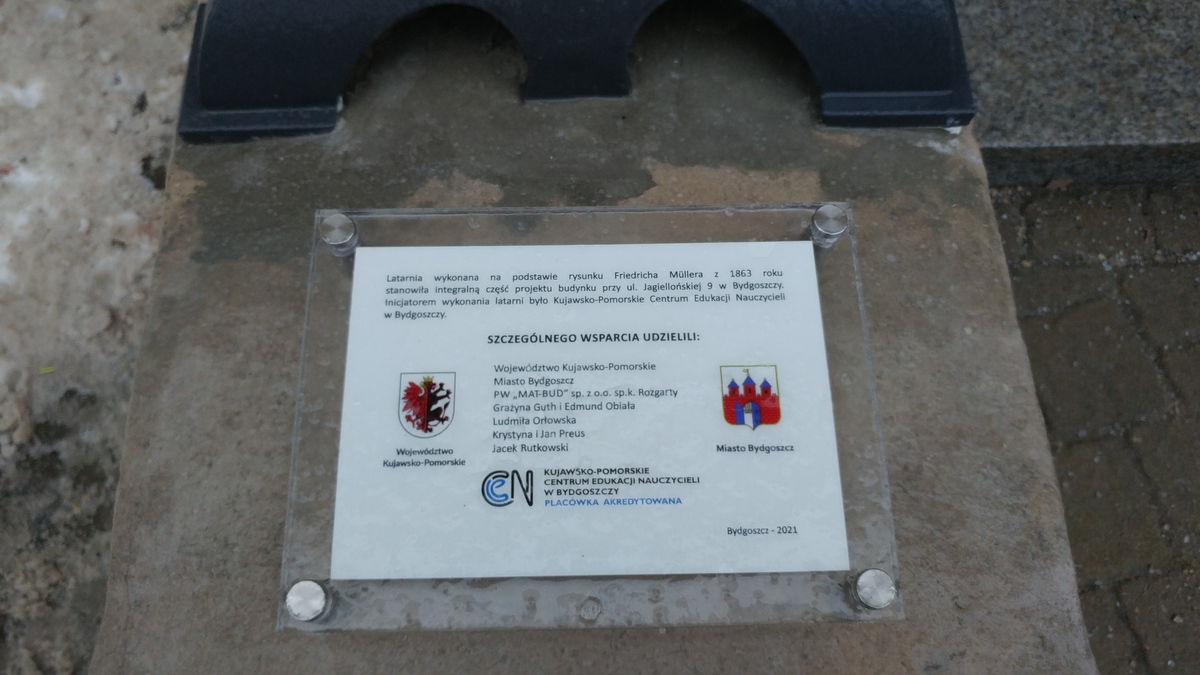 Latarnia wykonana na podstawie rysunku Friedricha Müllera z 1863 roku
stanowiła integralną część projektu budynku przy ul. Jagiellońskiej 9 w Bydgoszczy.
Inicjatorem wykonania latarni było Kujawsko-Pomorskie Centrum Edukacji Nauczycieli
w Bydgoszczy.
SZCZEGÓLNEGO WSPARCIA UDZIELILI:
Województwo Kujawsko-Pomorskie
Miasto Bydgoszcz
PW „MAT-BUD" sp. z o.o. sp.k. Rozgarty
Grażyna Guth i Edmund Obiała
Ludmiła Orłowska
Krystyna i Jan Preus
Jacek Rutkowski
Województwo
Kujawsko-Pomorskie
Miasto Bydgoszcz
CEN
KUJAWSKO-POMORSKIE
CENTRUM EDUKACJI NAUCZYCIELI
W BYDGOSZCZY
PLACÓWKA AKREDYTOWANA
Bydgoszcz - 2021